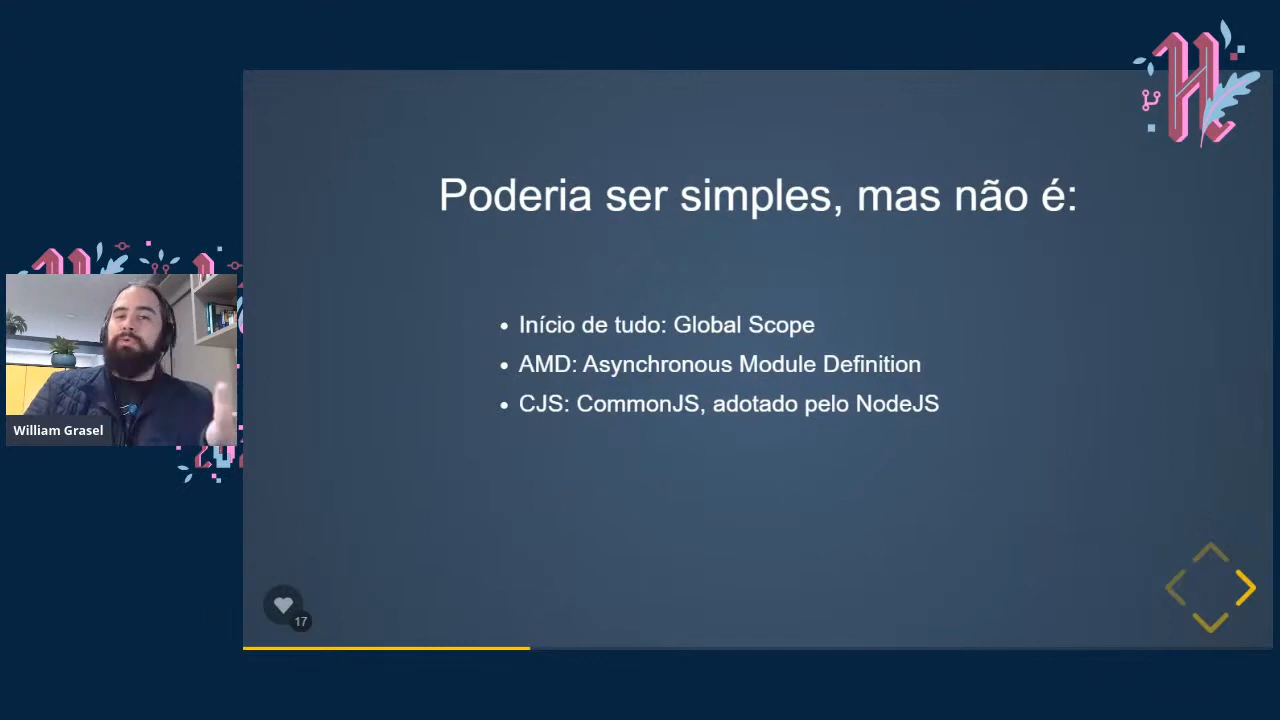 Poderia ser simples, mas não é:
• Início de tudo: Global Scope
• AMD: Asynchronous Module Definition
• CJS: CommonJS, adotado pelo NodeJS
William Grasel
17